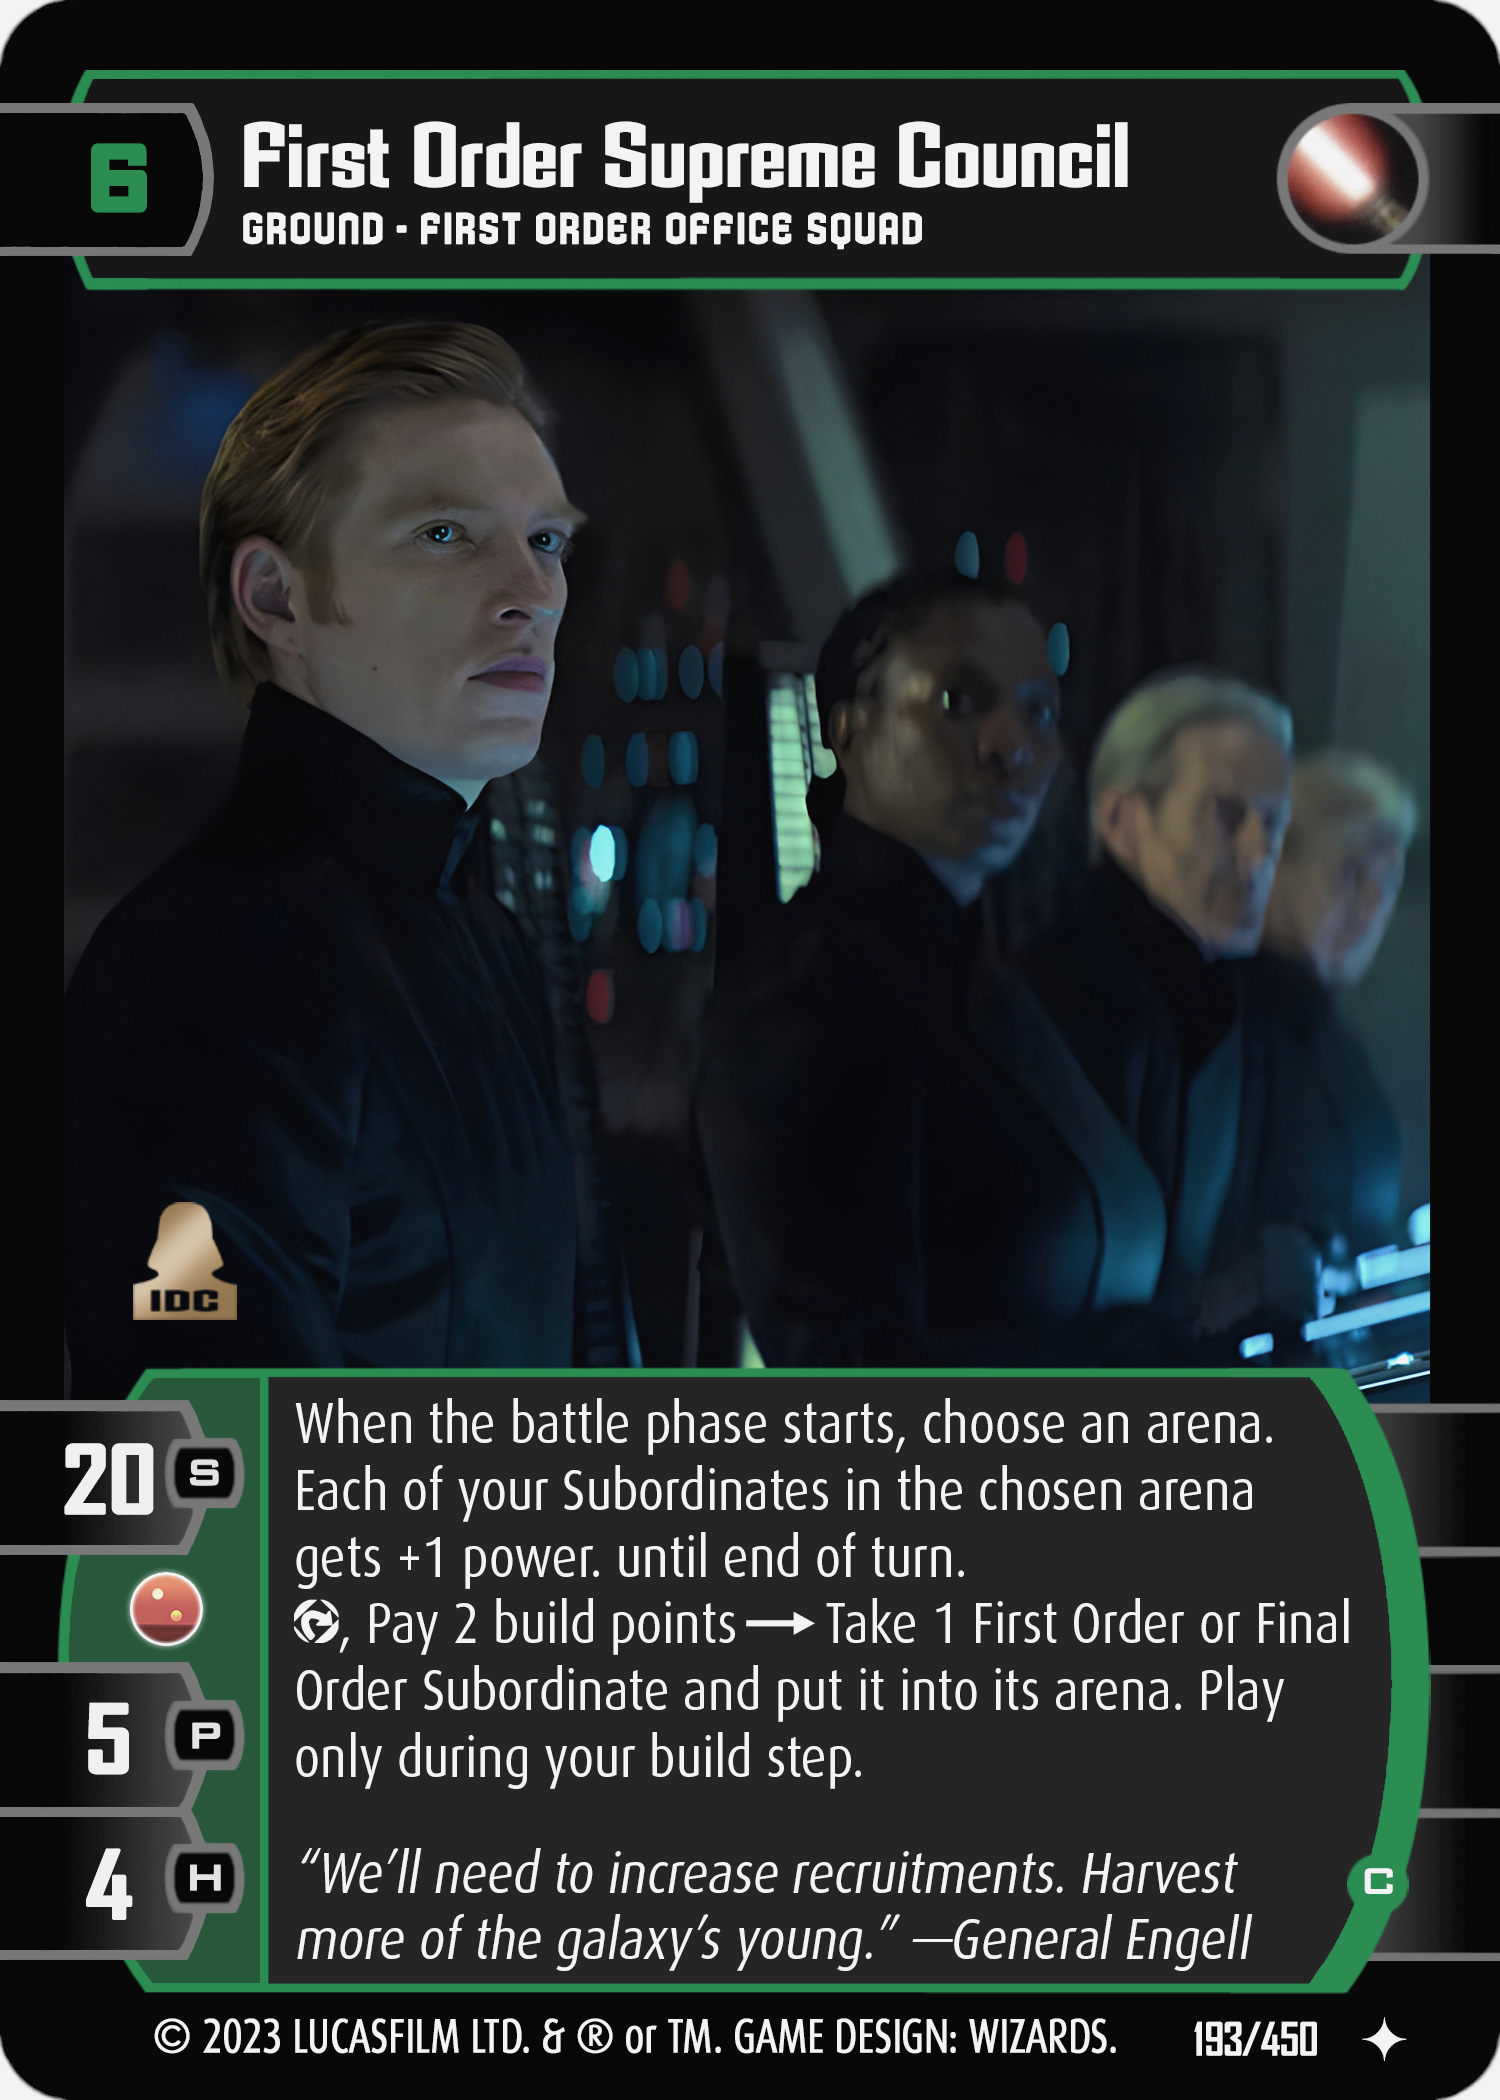 6
First Order Supreme Council
GROUND - FIRST ORDER OFFICE SQUAD
IDC
20 S
5 P
4 H
When the battle phase starts, choose an arena.
Each of your Subordinates in the chosen arena
gets +1 power. until end of turn.
, Pay 2 build points → Take 1 First Order or Final
Order Subordinate and put it into its arena. Play
only during your build step.
“We’ll need to increase recruitments. Harvest
more of the galaxy’s young.” —General Engell
C
© 2023 LUCASFILM LTD. & ® or TM. GAME DESIGN: WIZARDS.
193/450